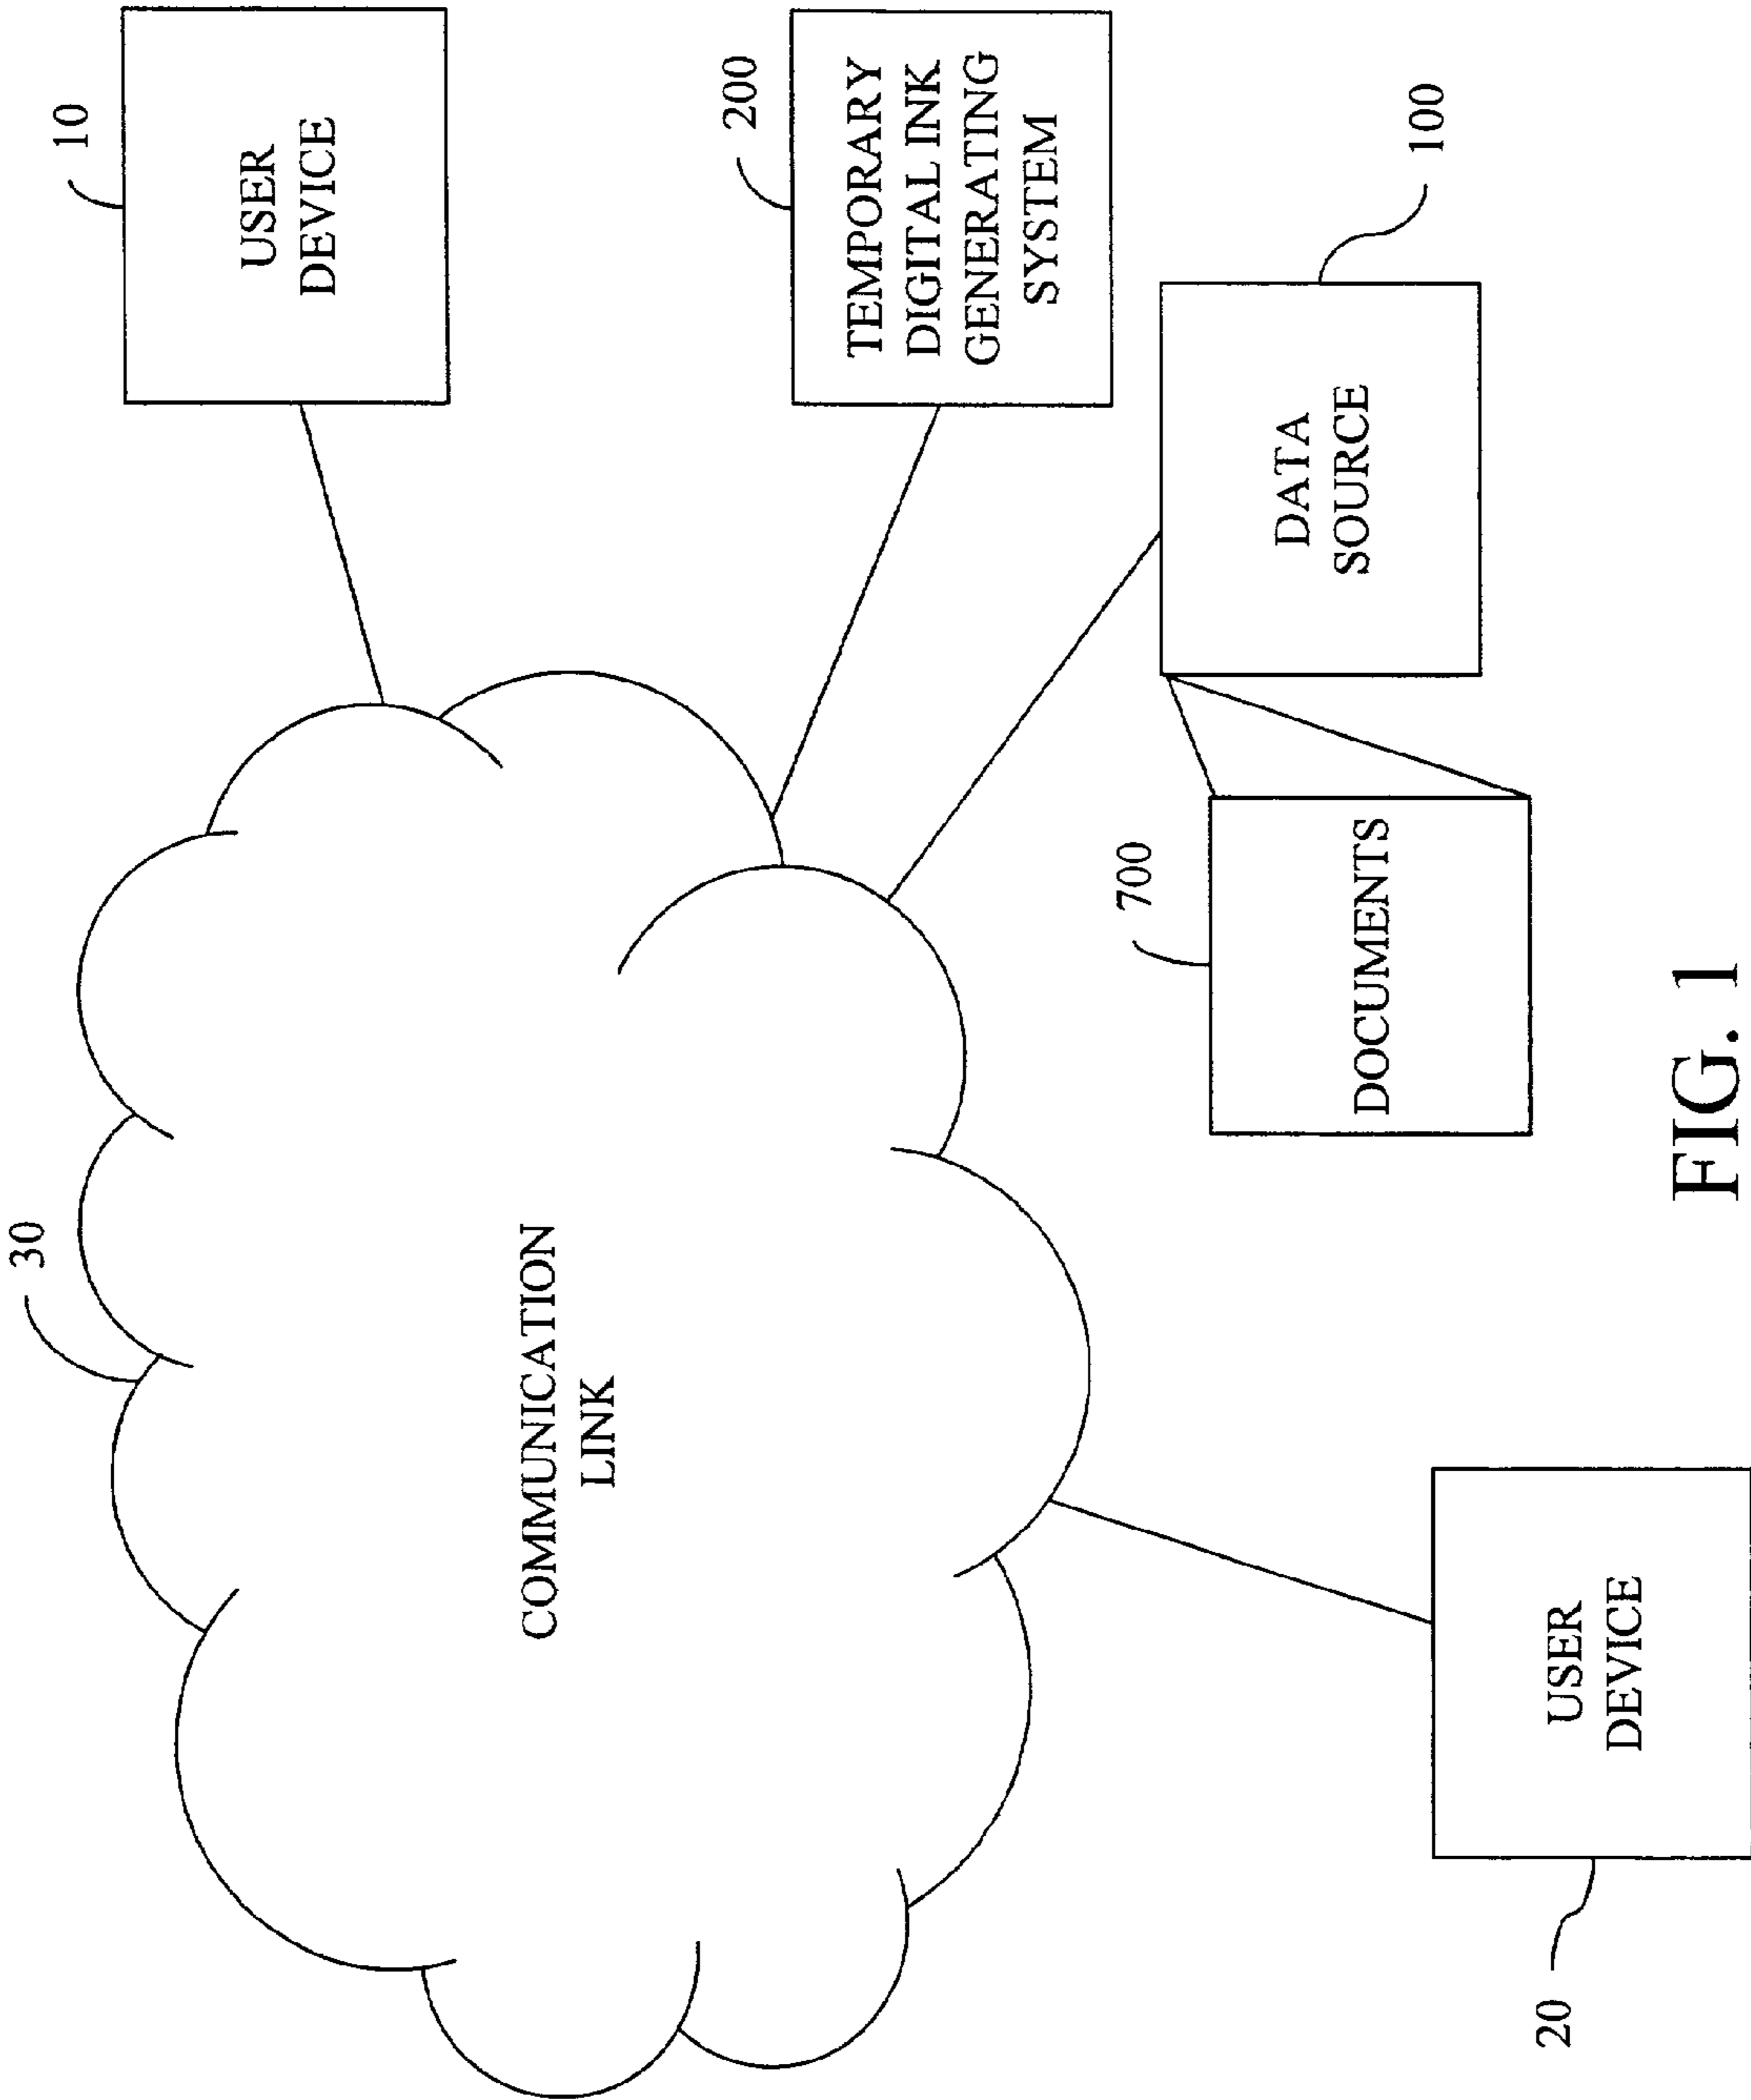 30
10
USER
DEVICE
COMMUNICATION
LINK
200
TEMPORARY
DIGITAL INK
GENERATING
SYSTEM
700
DOCUMENTS
DATA
SOURCE
100
20
USER
DEVICE
FIG. 1